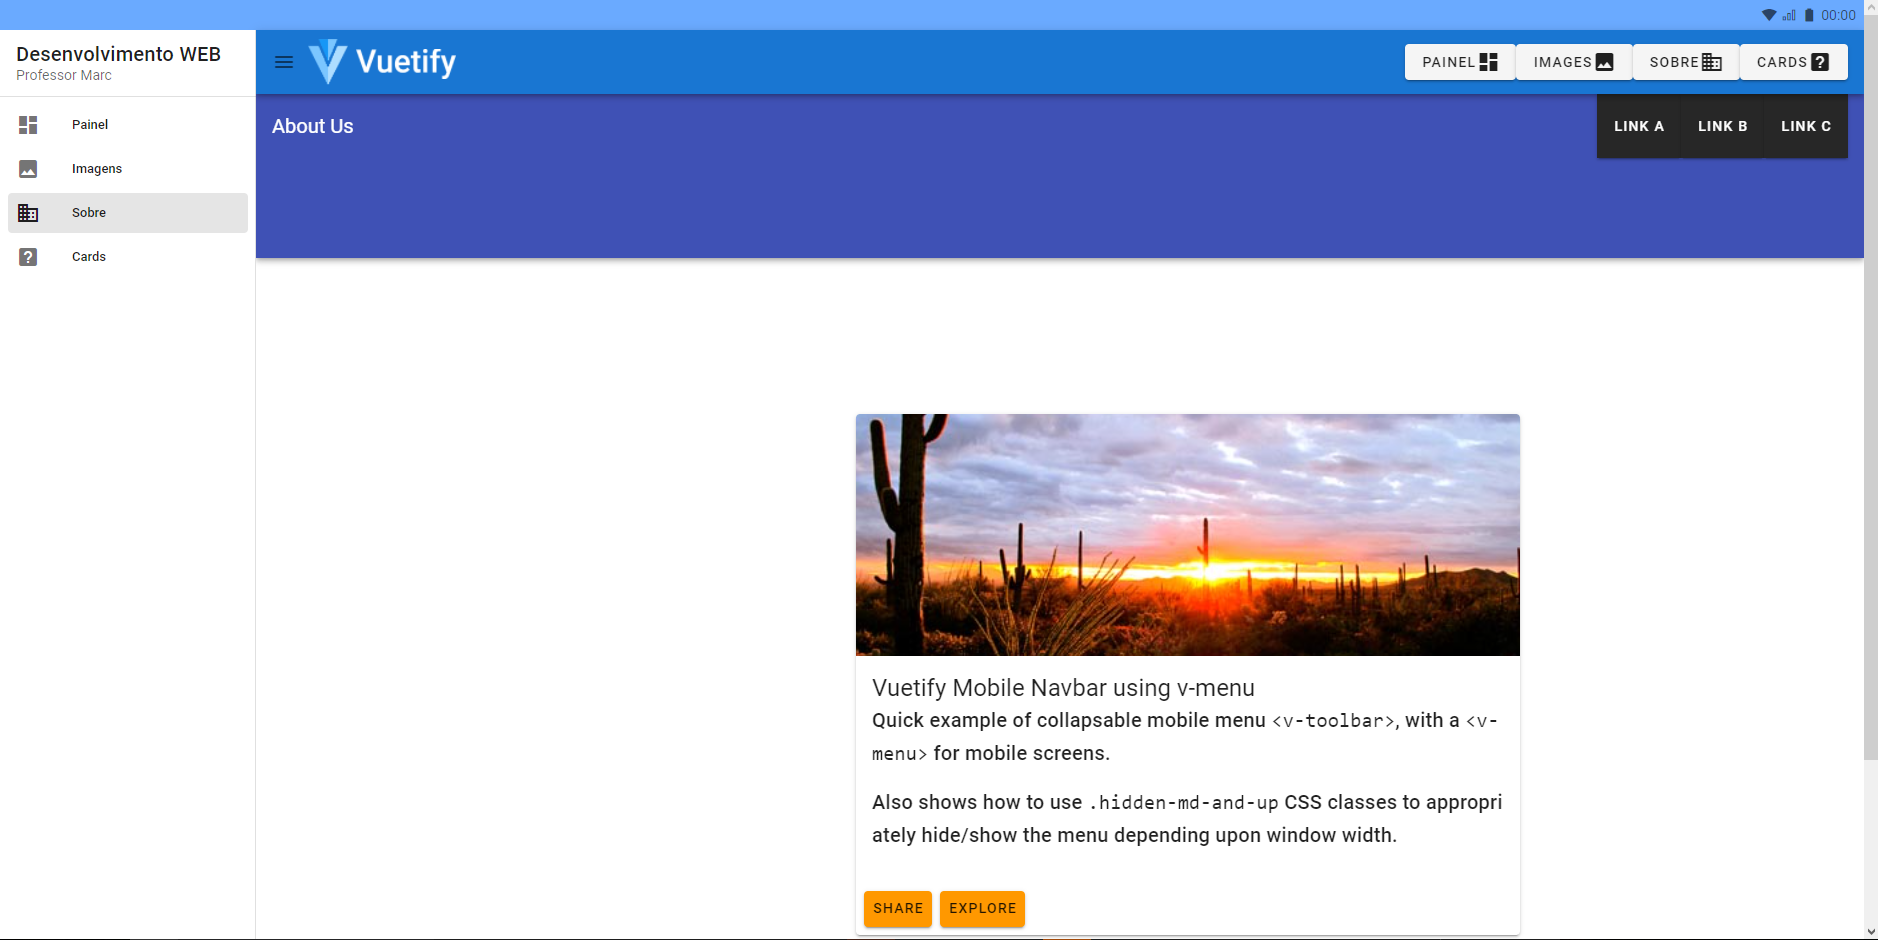 00:00
Desenvolvimento WEB
Professor Marc
Painel
Imagens
Sobre
Cards
Vuetify
PAINEL
IMAGES
SOBRE
CARDS
About Us
LINK A
LINK B
LINK C
Vuetify Mobile Navbar using v-menu
Quick example of collapsable mobile menu <v-toolbar>, with a <v-
menu> for mobile screens.
Also shows how to use .hidden-md-and-up CSS classes to appropri
ately hide/show the menu depending upon window width.
SHARE
EXPLORE